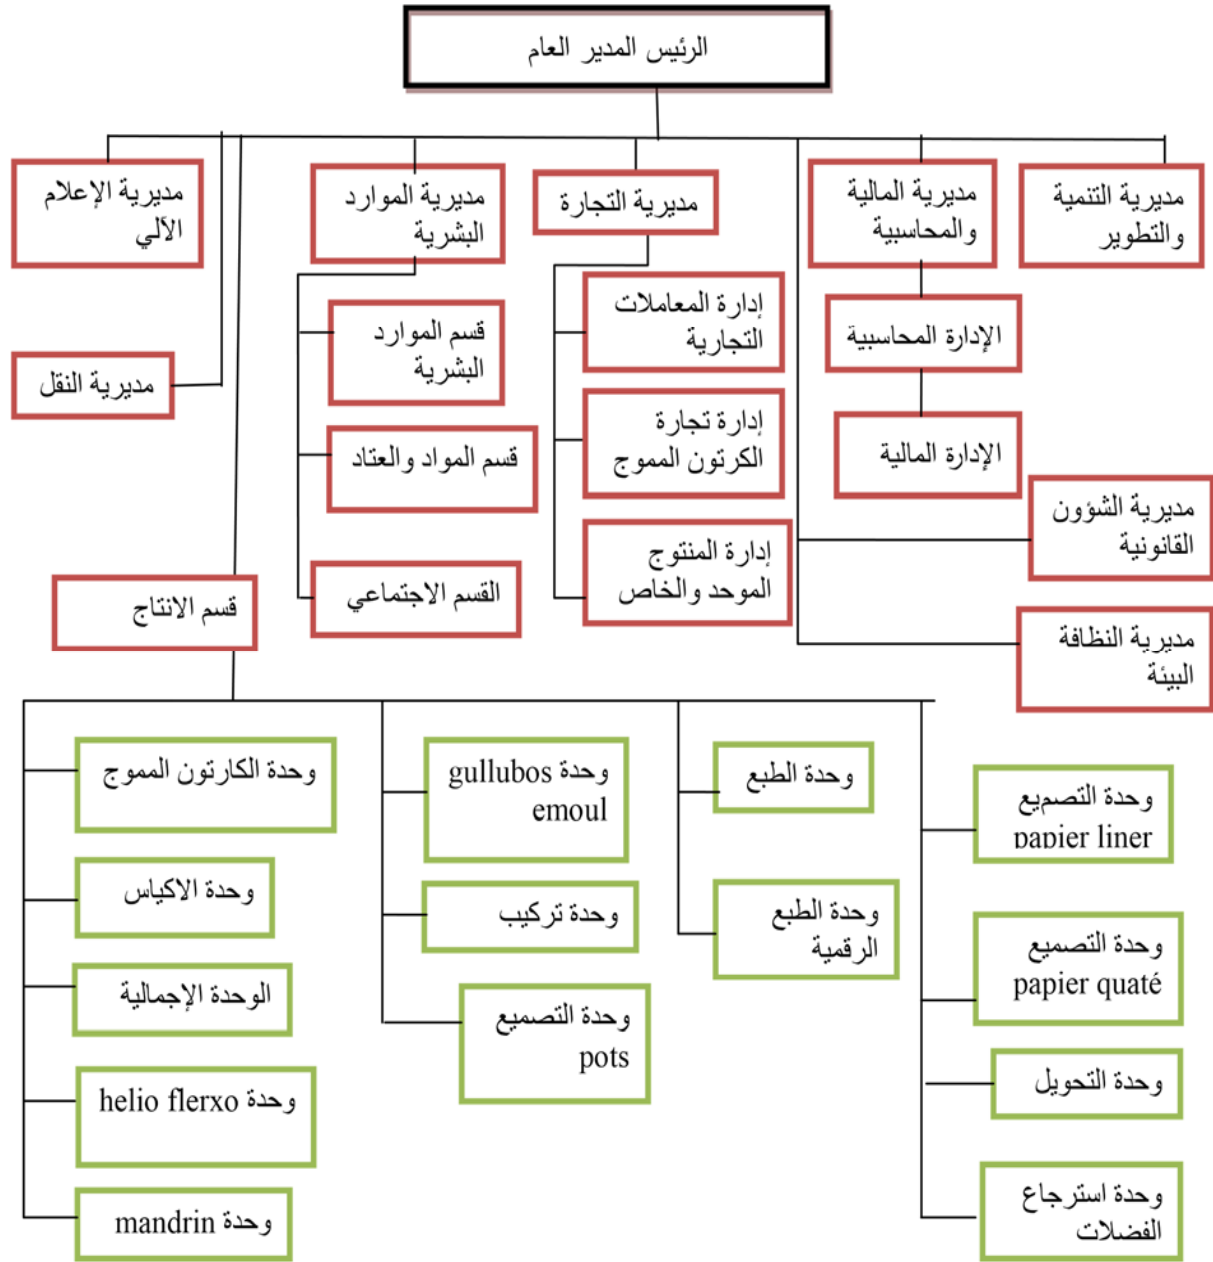 الرئيس المدير العام
مديرية التنمية
والتطوير
مديرية المالية
والمحاسبية
مديرية التجارة
مديرية الموارد
البشرية
مديرية الإعلام
الآلي
إدارة المعاملات
التجارية
الإدارة المحاسبية
قسم الموارد
البشرية
مديرية النقل
إدارة تجارة
الكرتون المموج
الإدارة المالية
قسم المواد والعتاد
مديرية الشؤون
القانونية
إدارة المنتوج
الموحد والخاص
القسم الاجتماعي
قسم الانتاج
مديرية النظافة
البيئة
وحدة التصميع
papier liner
وحدة الطبع
وحدة gullubos
emoul
وحدة الكارتون المموج
وحدة التصميع
papier quaté
وحدة الطبع
الرقمية
وحدة تركيب
وحدة الاكياس
وحدة التحويل
وحدة التصميع
pots
الوحدة الإجمالية
وحدة استرجاع
الفضلات
وحدة helio flerxo
وحدة mandrin